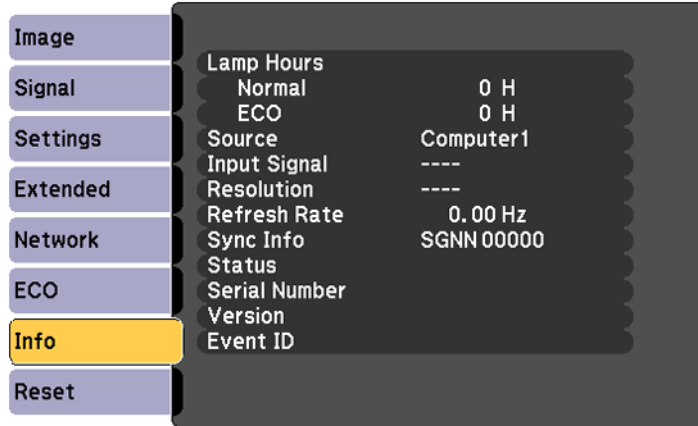 Image
Signal
Settings
Extended
Network
ECO
Info
Reset
Lamp Hours
Normal 0 H
ECO 0 H
Source Computer1
Input Signal ----
Resolution ----
Refresh Rate 0.00 Hz
Sync Info SGNN 00000
Status
Serial Number
Version
Event ID